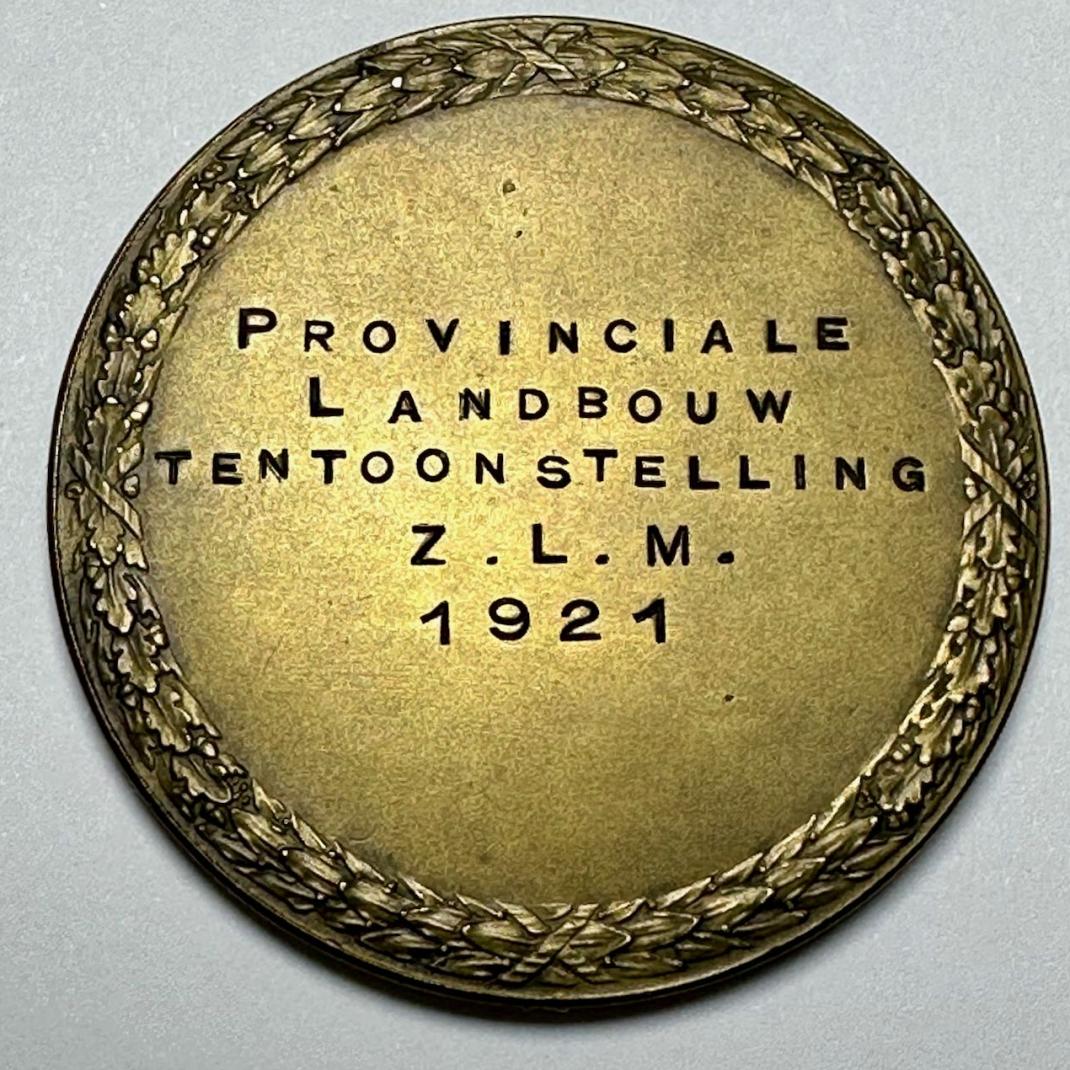 PROVINCIALE
LANDBOUW
TENTOONSTELLING
Z.L.M.
1921